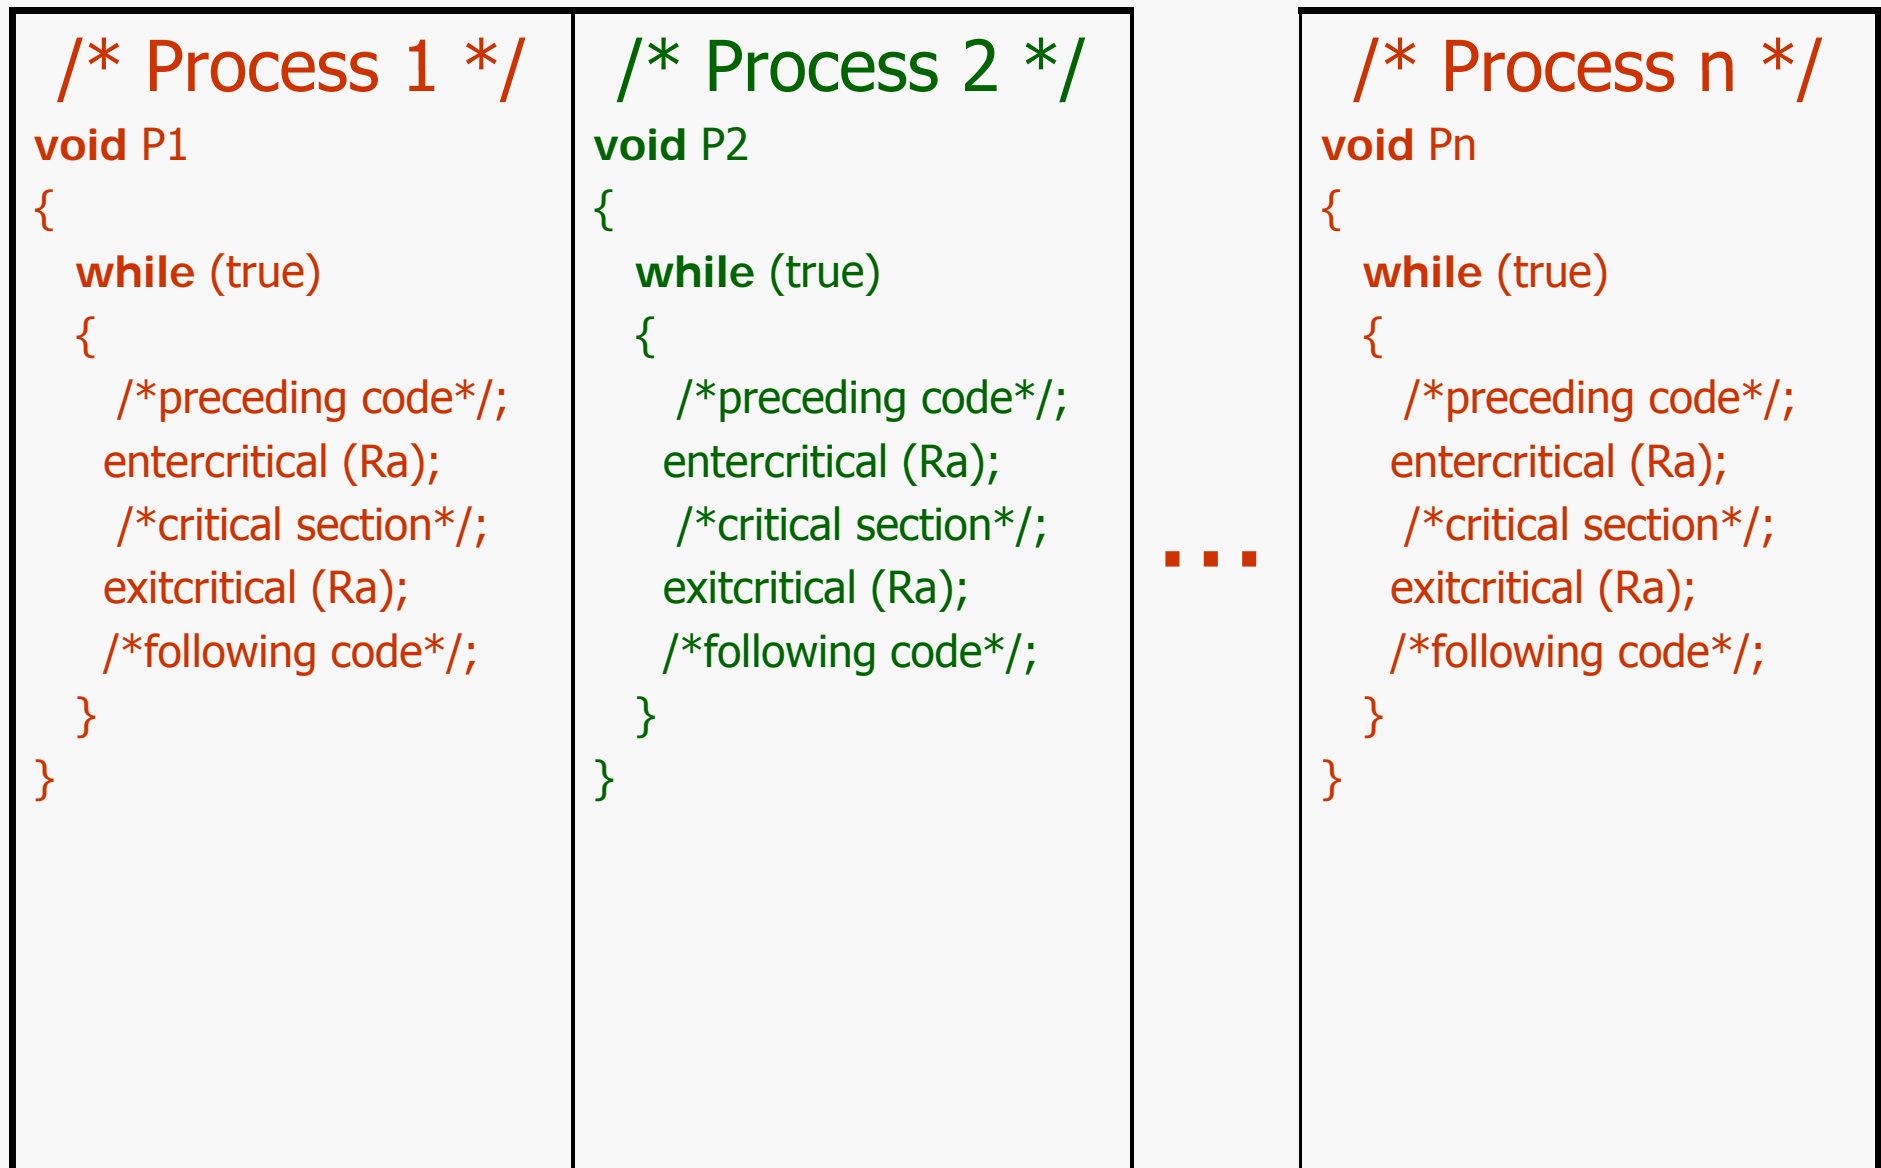 /* Process 1 */
void P1
{
while (true)
{
/*preceding code*/;
entercritical (Ra);
/*critical section*/;
exitcritical (Ra);
/*following code*/;
}
}
/* Process 2 */
void P2
{
while (true)
{
/*preceding code*/;
entercritical (Ra);
/*critical section*/;
exitcritical (Ra);
/*following code*/;
}
}
...
/* Process n */
void Pn
{
while (true)
{
/*preceding code*/;
entercritical (Ra);
/*critical section*/;
exitcritical (Ra);
/*following code*/;
}
}